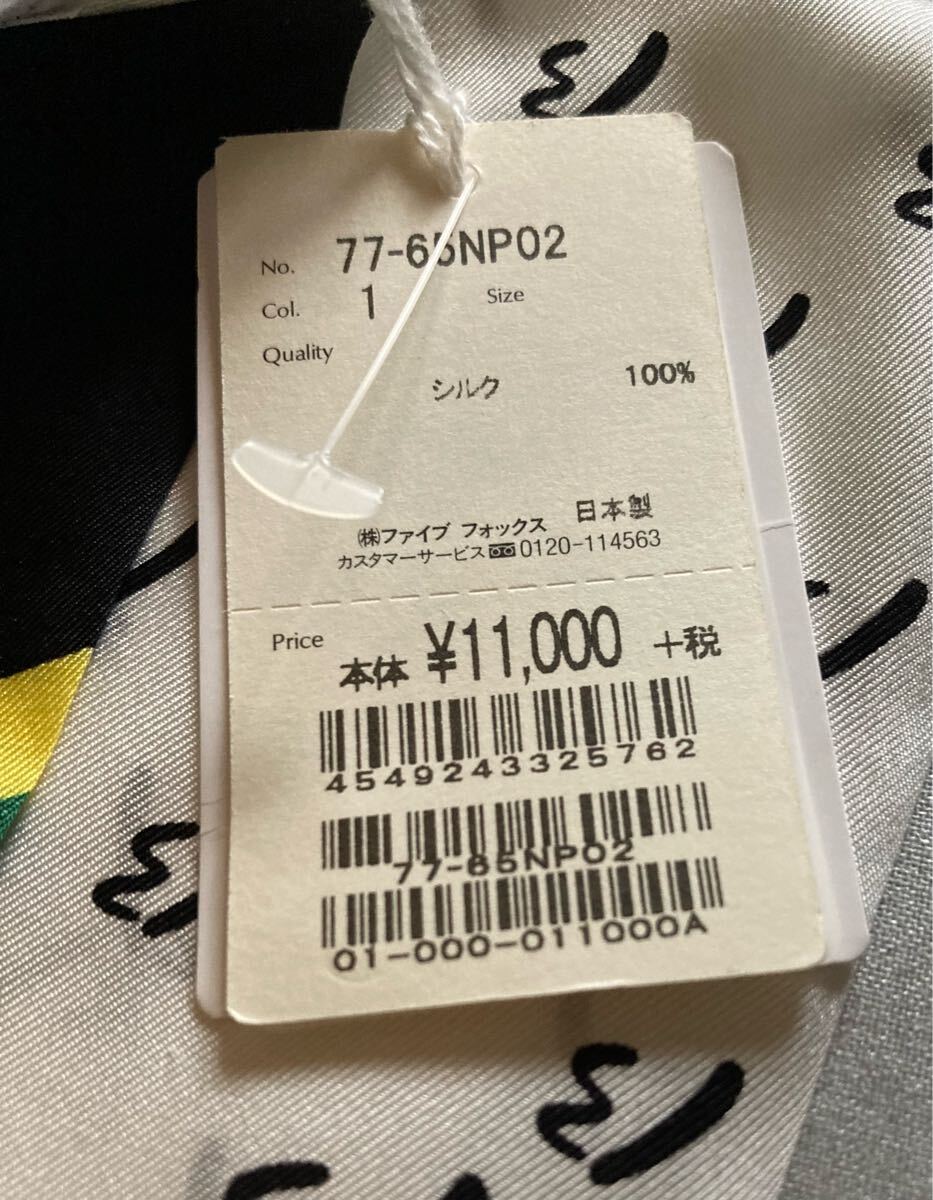 No. 77-65NP02
Col. 1 Size
Quality
シルク 100%
㈱ファイブ フォックス 日本製
カスタマーサービス 0120-114563
Price 本体 ¥11,000 +税
4549243325762
77-65NP02
01-000-011000A